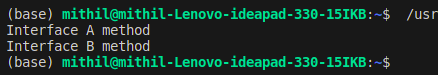 (base) mithil@mithil-Lenovo-ideapad-330-15IKB:~$ /usr
Interface A method
Interface B method
(base) mithil@mithil-Lenovo-ideapad-330-15IKB:~$